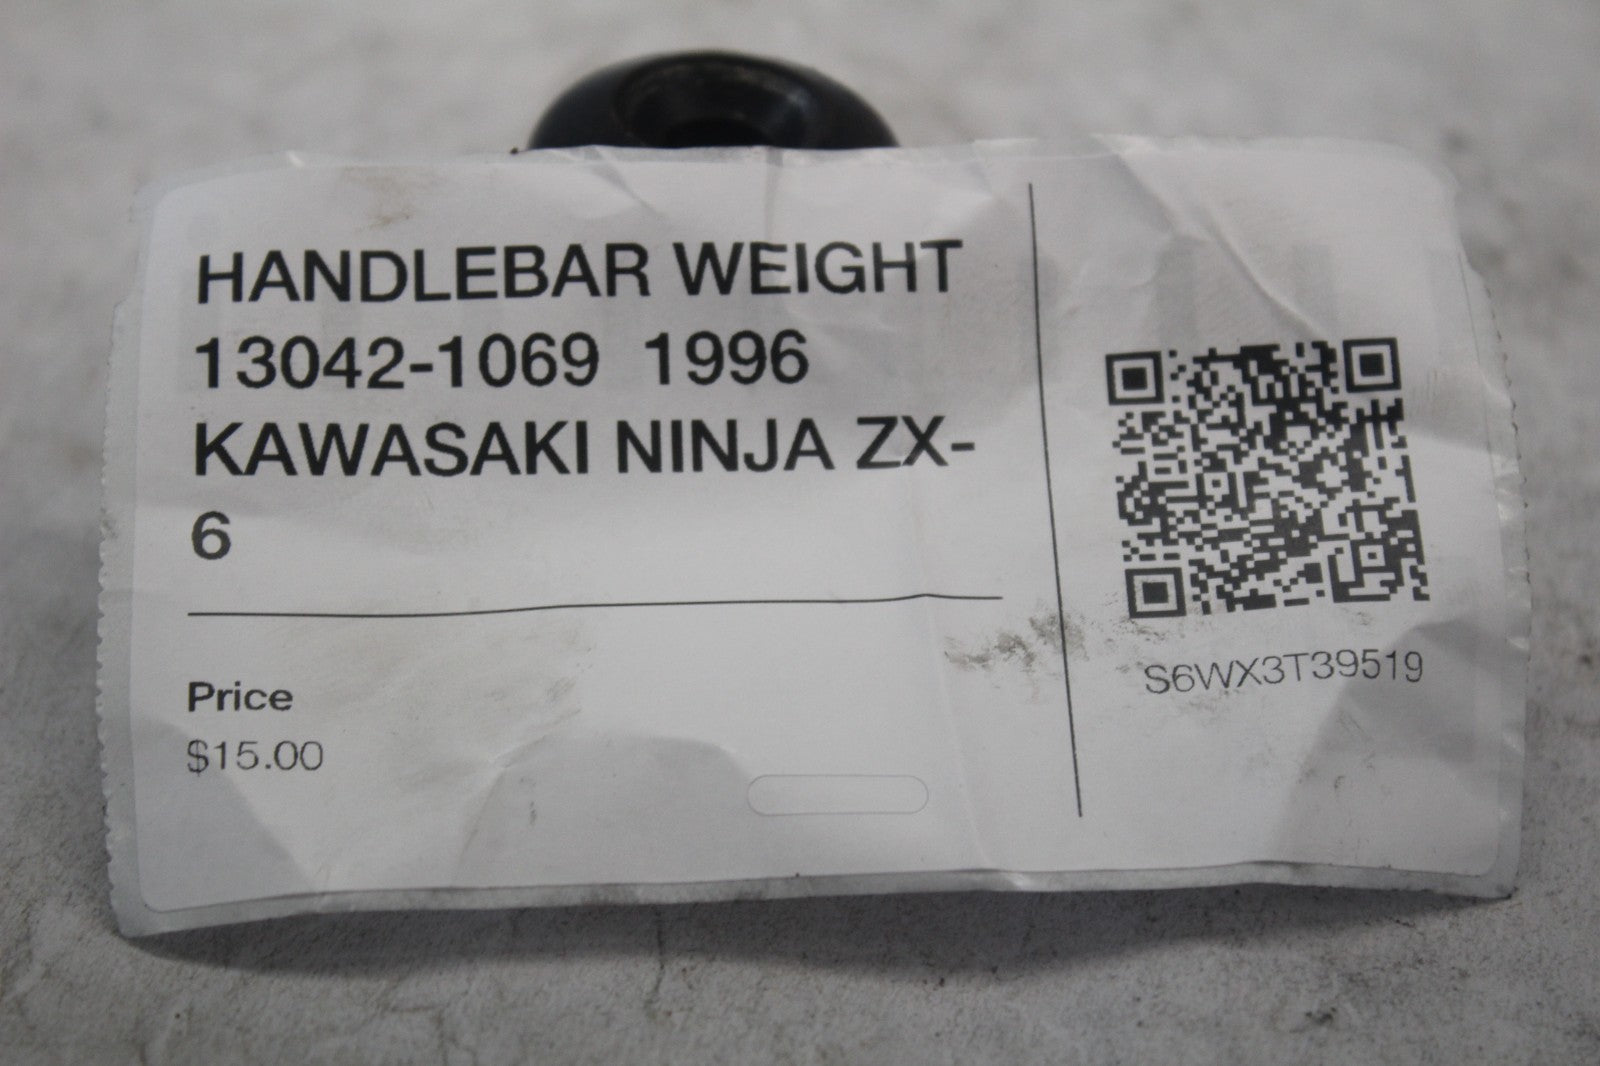 HANDLEBAR WEIGHT
13042-1069 1996
KAWASAKI NINJA ZX-
6
Price
$15.00
S6WX3T39519